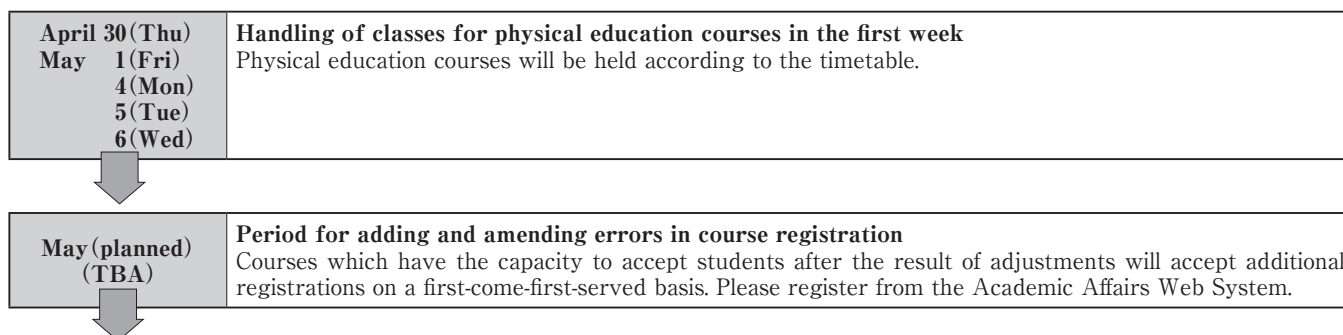 April 30(Thu)
May 1(Fri)
4(Mon)
5(Tue)
6(Wed)
Handling of classes for physical education courses in the first week
Physical education courses will be held according to the timetable.
May(planned)
(TBA)
Period for adding and amending errors in course registration
Courses which have the capacity to accept students after the result of adjustments will accept additional
registrations on a first-come-first-served basis. Please register from the Academic Affairs Web System.